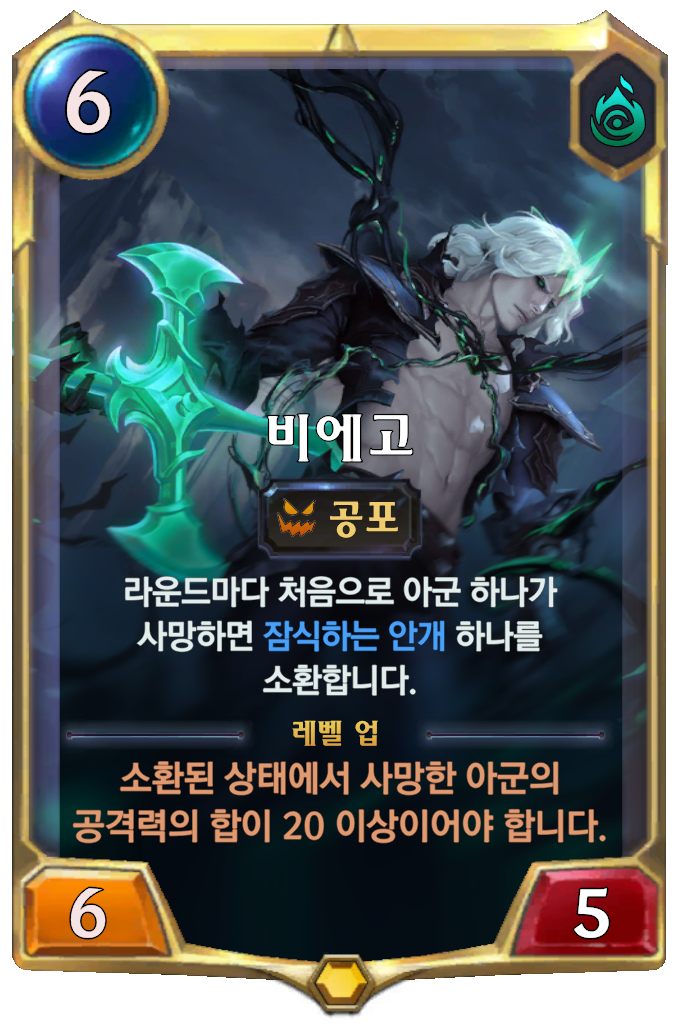 6
비에고
공포
라운드마다 처음으로 아군 하나가
사망하면 잠식하는 안개 하나를
소환합니다.
레벨 업
소환된 상태에서 사망한 아군의
공격력의 합이 20 이상이어야 합니다.
6
5